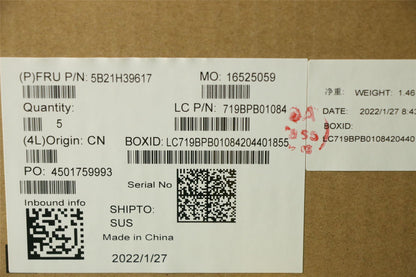 (P)FRU P/N: 5B21H39617
MO: 16525059
Quantity:
5
LC P/N: 719BPB01084
(4L)Origin: CN
BOXID: LC719BPB01084204401855
PO: 4501759993
Serial No
Inbound info
SHIPTO:
SUS
Made in China
2022/1/27
净重: WEIGHT: 1.46
DATE: 2022/1/27 8:43
BOXID:
LC719BPB0108420440